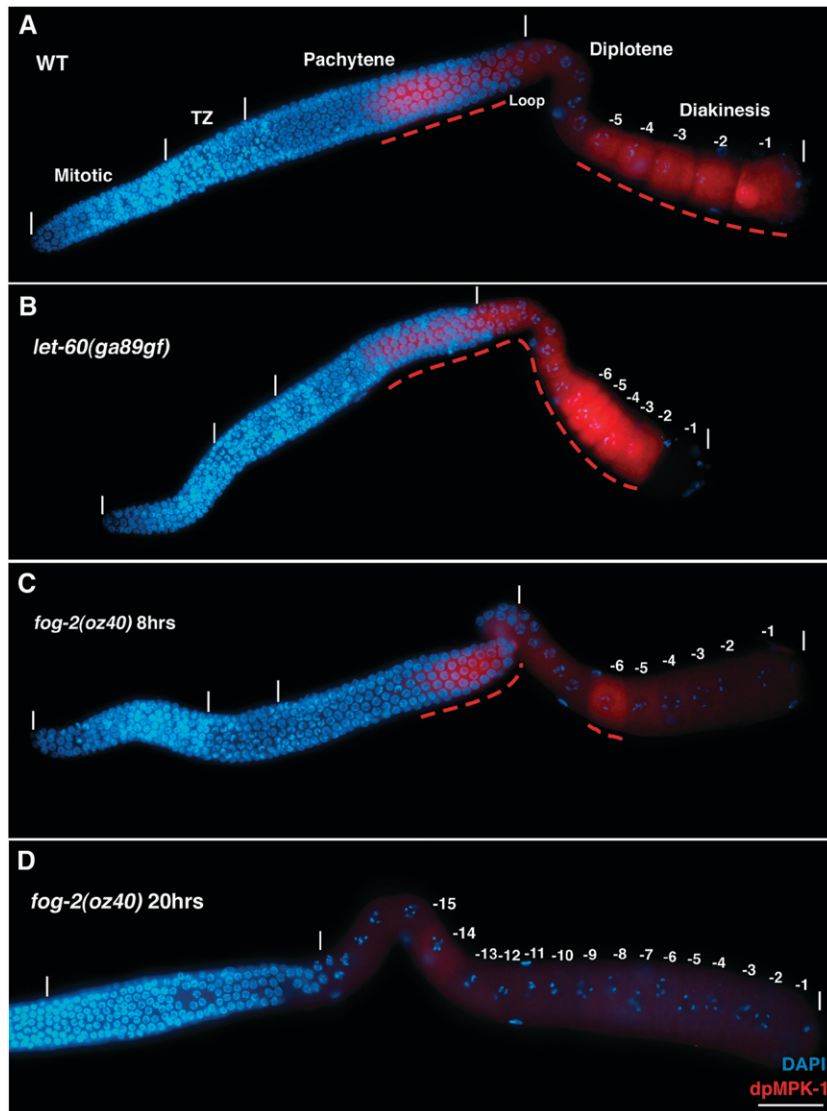 A
WT
Mitotic
TZ
Pachytene
Loop
Diplotene
Diakinesis
-5 -4 -3 -2 -1
B
let-60(ga89gf)
-6 -5 -4 -3 -2 -1
C
fog-2(oz40) 8hrs
-6 -5 -4 -3 -2 -1
D
fog-2(oz40) 20hrs
-15
-14
-13 -12 -11 -10 -9 -8 -7 -6 -5 -4 -3 -2 -1
DAPI
dpMPK-1